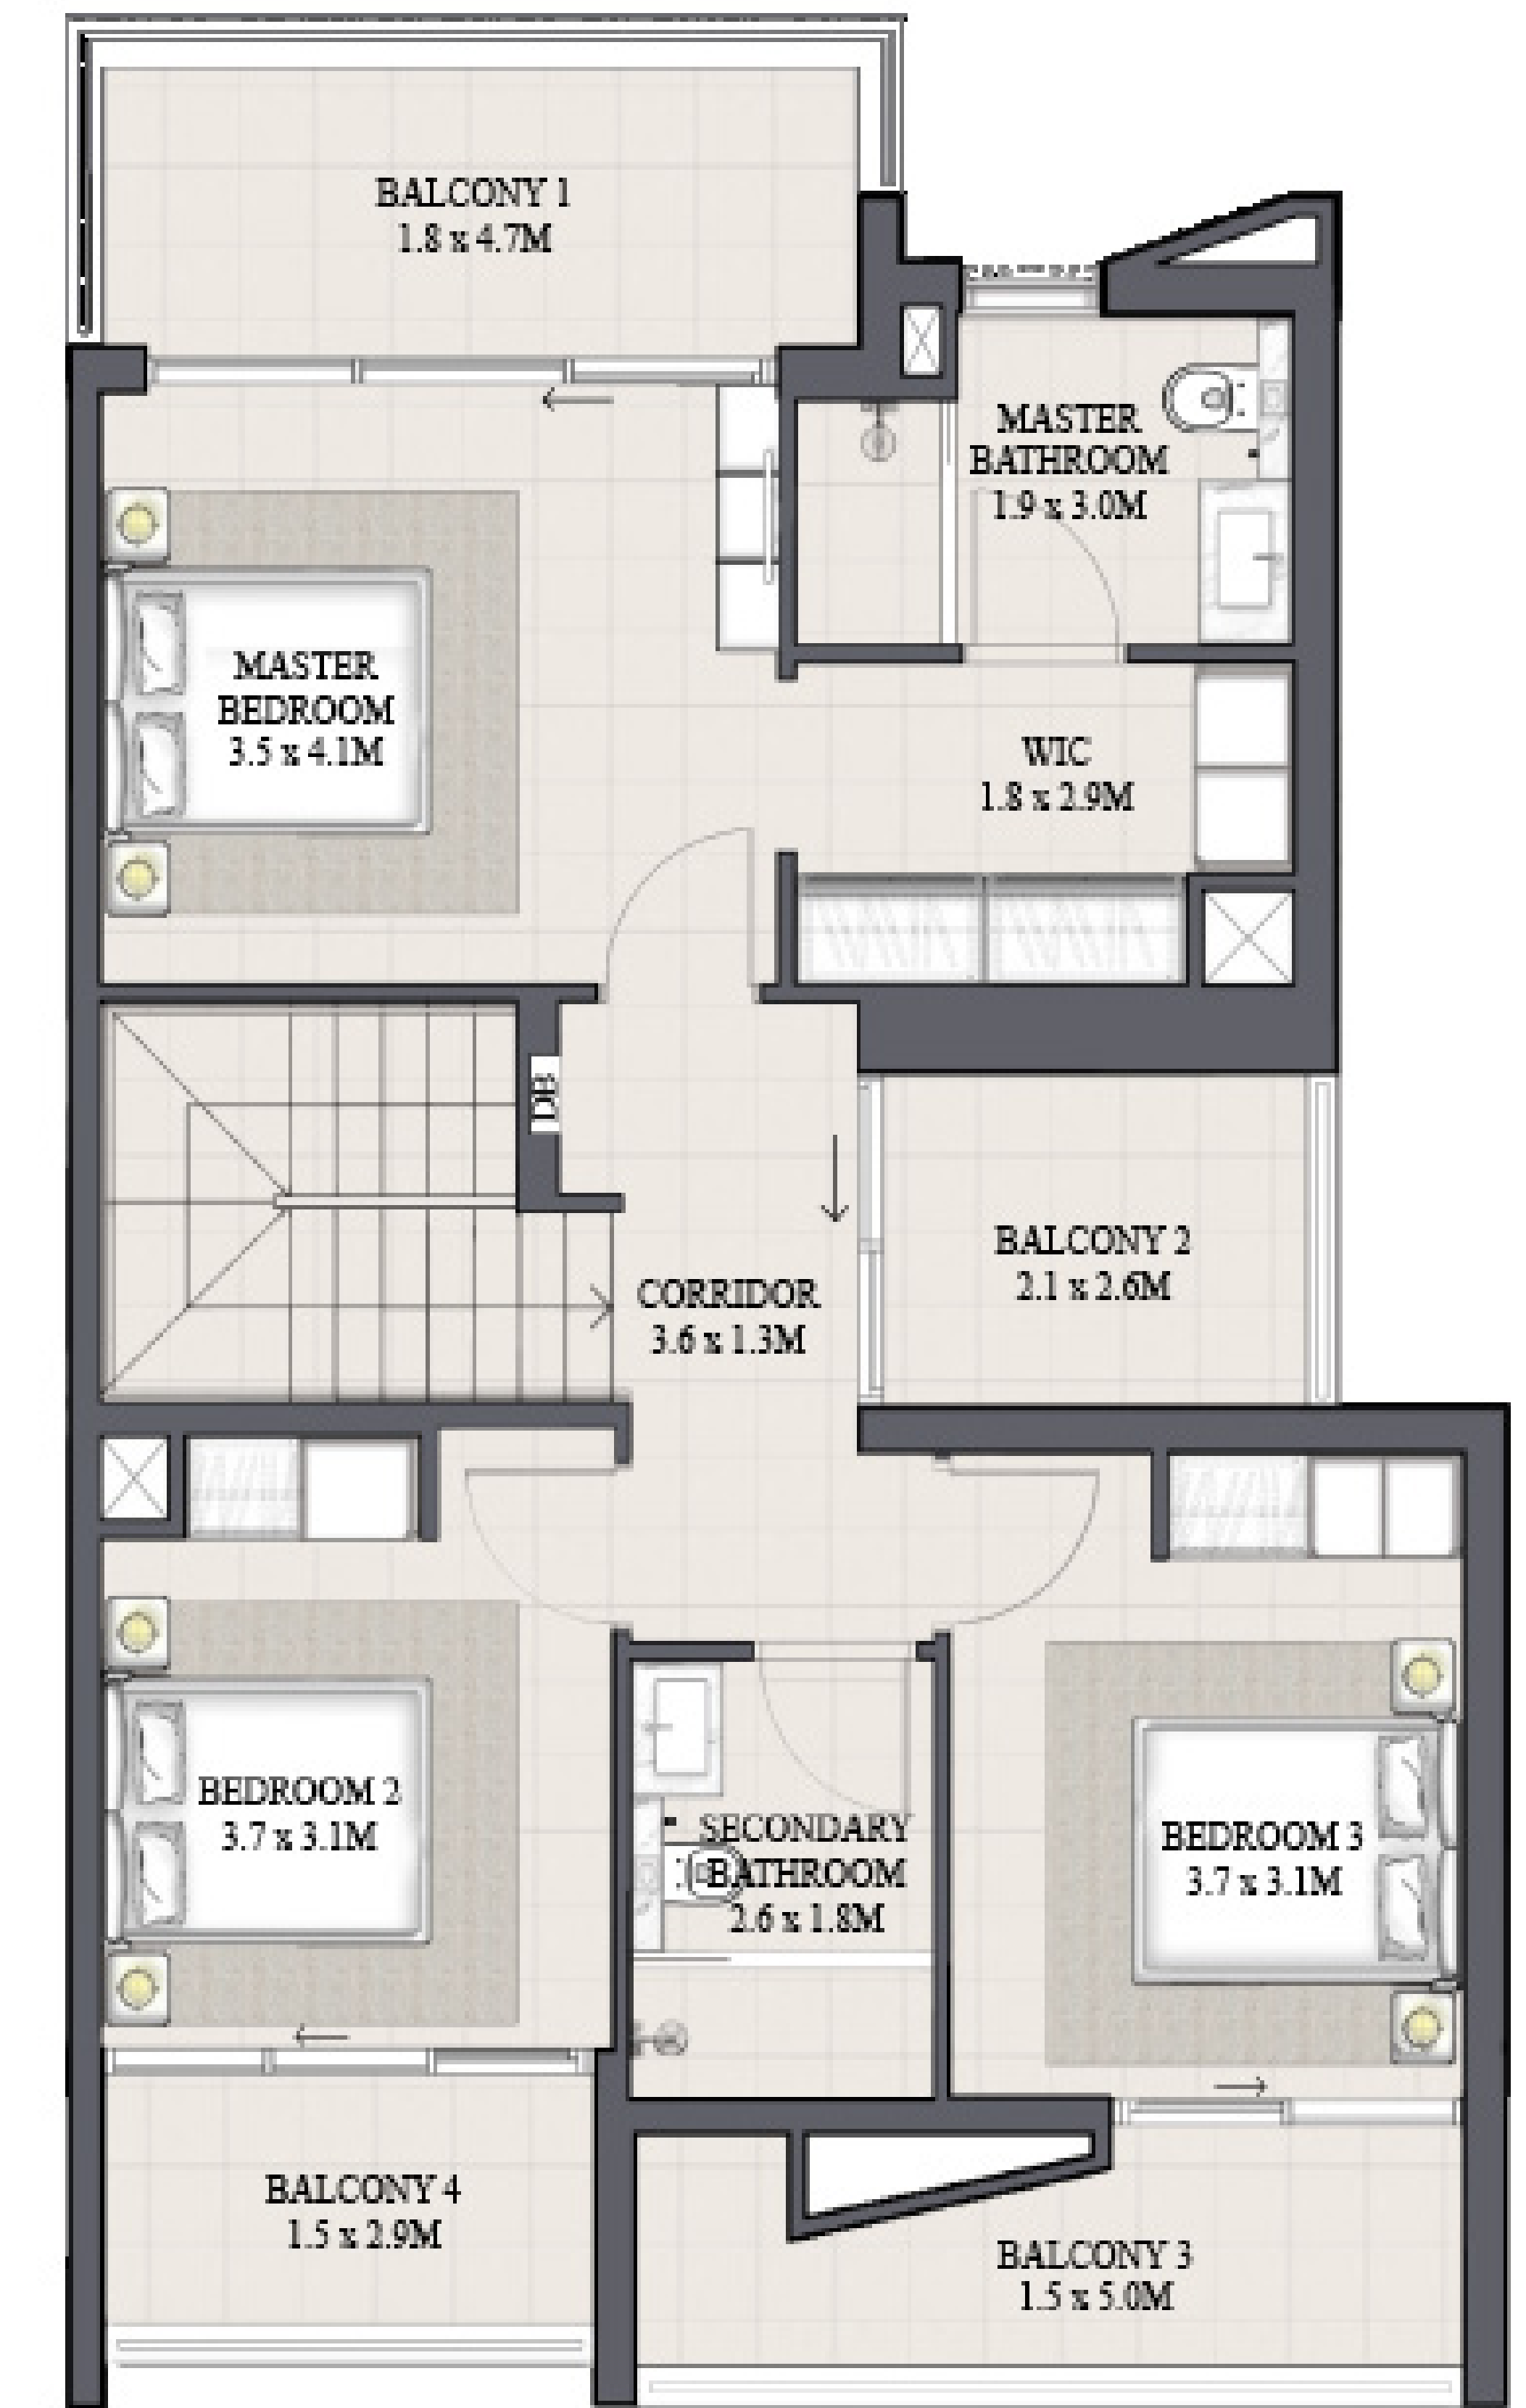 BALCONY 1
1.8 x 4.7M
MASTER
BATHROOM
1.9 x 3.0M
MASTER
BEDROOM
3.5 x 4.1M
WIC
1.8 x 2.9M
DB
BALCONY 2
2.1 x 2.6M
CORRIDOR
3.6 x 1.3M
BEDROOM 2
3.7 x 3.1M
SECONDARY
BATHROOM
2.6 x 1.8M
BEDROOM 3
3.7 x 3.1M
BALCONY 4
1.5 x 2.9M
BALCONY 3
1.5 x 5.0M